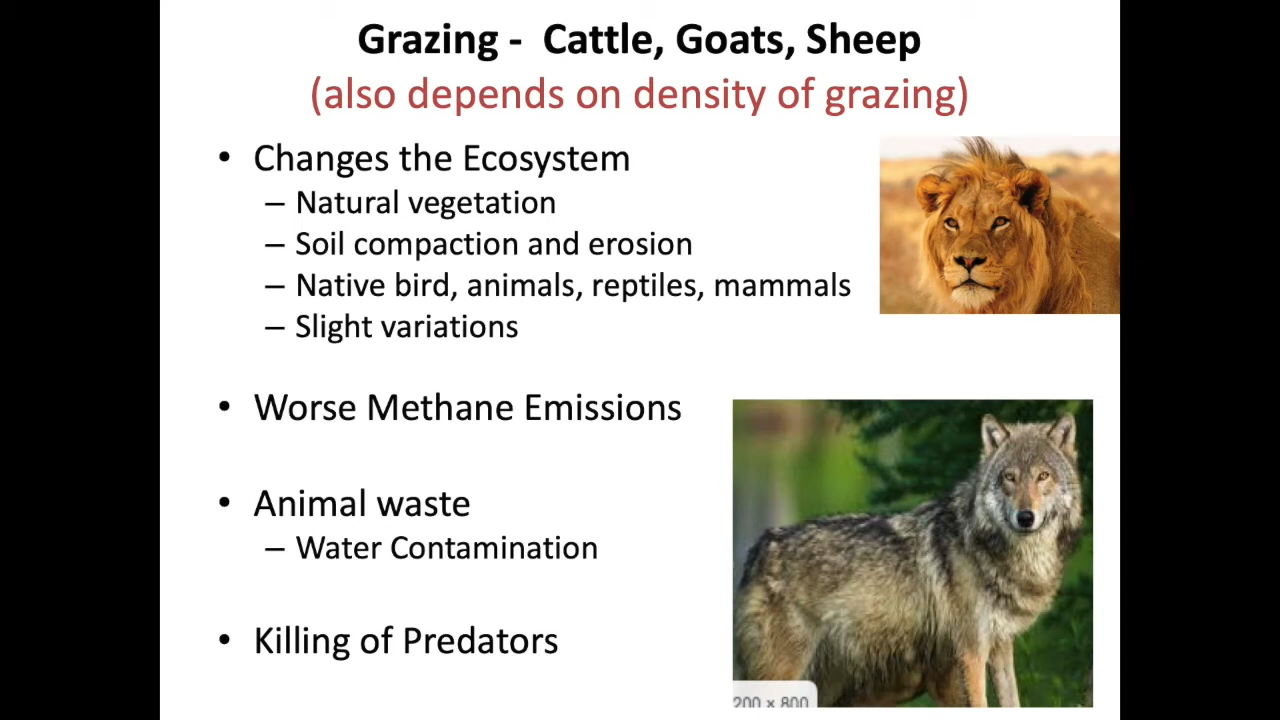 Grazing - Cattle, Goats, Sheep
(also depends on density of grazing)
• Changes the Ecosystem
– Natural vegetation
– Soil compaction and erosion
– Native bird, animals, reptiles, mammals
– Slight variations
• Worse Methane Emissions
• Animal waste
– Water Contamination
• Killing of Predators
200 × 800